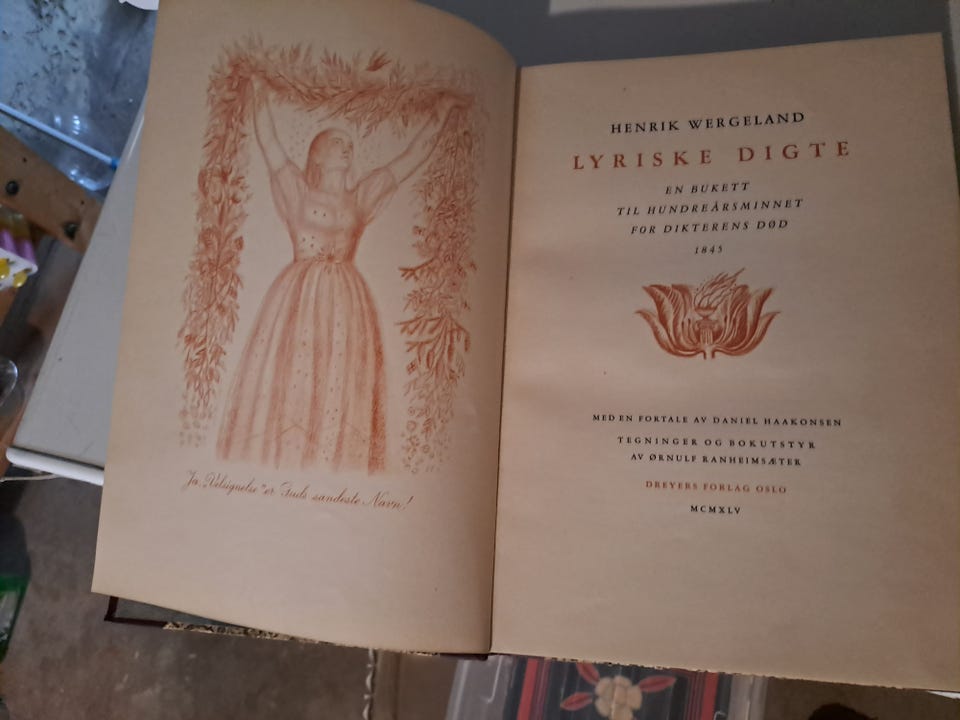 Ja, „Velsignelse" er Guds sandeste Navn!
HENRIK WERGELAND
LYRISKE DIGTE
EN BUKETT
TIL HUNDREÅRSMINNET
FOR DIKTERENS DØD
1845
MED EN FORTALE AV DANIEL HAAKONSEN
TEGNINGER OG BOKUTSTYR
AV ØRNULF RANHEIMSÆTER
DREYERS FORLAG OSLO
MCMXLV